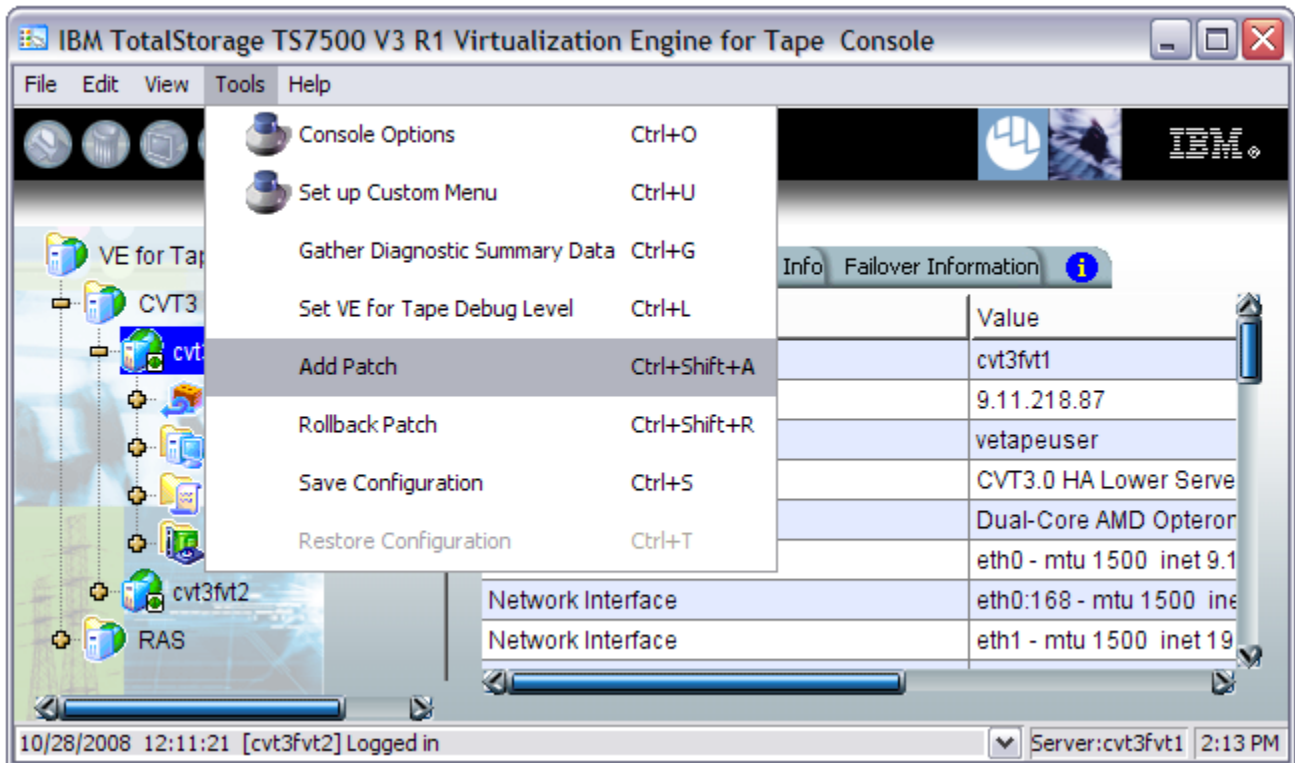 IBM TotalStorage TS7500 V3 R1 Virtualization Engine for Tape Console
File Edit View Tools Help
Console Options Ctrl+O
Set up Custom Menu Ctrl+U
Gather Diagnostic Summary Data Ctrl+G
Set VE for Tape Debug Level Ctrl+L
Add Patch Ctrl+Shift+A
Rollback Patch Ctrl+Shift+R
Save Configuration Ctrl+S
Restore Configuration Ctrl+T
IBM
VE for Tap
CVT3
cvt
cvt3fvt2
RAS
Info Failover Information i
Value
cvt3fvt1
9.11.218.87
vetapeuser
CVT3.0 HA Lower Serve
Dual-Core AMD Opteron
eth0 - mtu 1500 inet 9.1
Network Interface eth0:168 - mtu 1500 ine
Network Interface eth1 - mtu 1500 inet 19
10/28/2008 12:11:21 [cvt3fvt2] Logged in Server:cvt3fvt1 2:13 PM